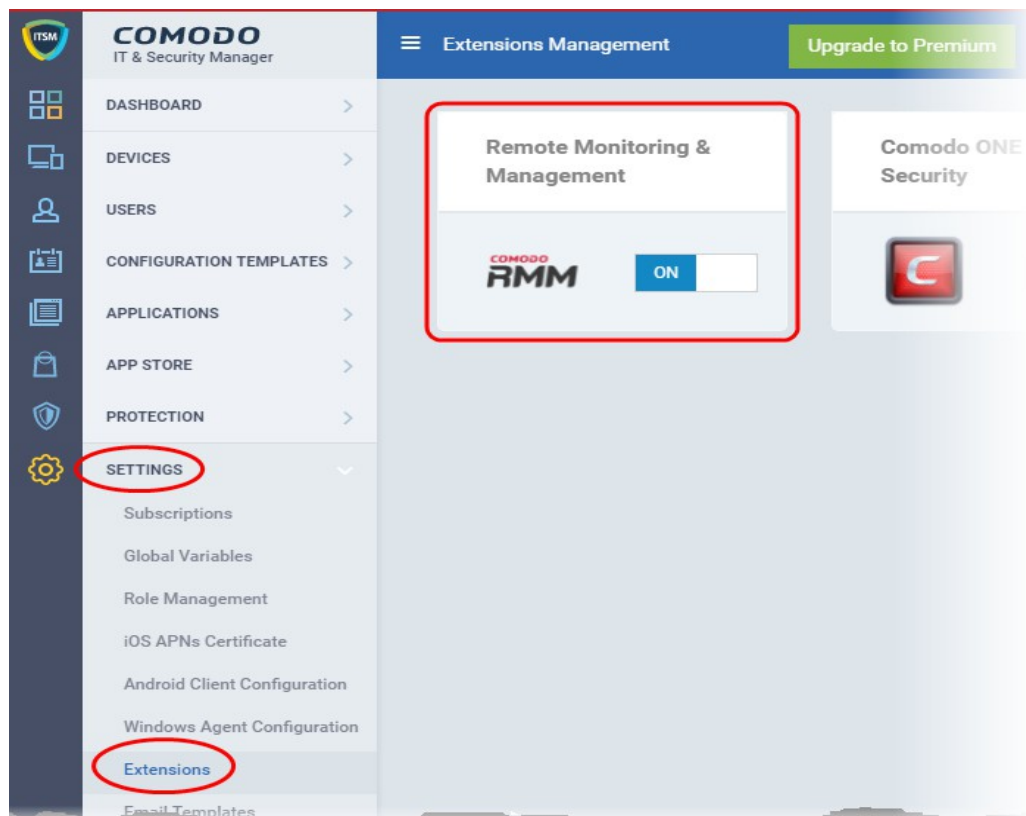 ITSM
COMODO
IT & Security Manager
Extensions Management
Upgrade to Premium
DASHBOARD
DEVICES
USERS
CONFIGURATION TEMPLATES
APPLICATIONS
APP STORE
PROTECTION
SETTINGS
Subscriptions
Global Variables
Role Management
iOS APNs Certificate
Android Client Configuration
Windows Agent Configuration
Extensions
Email Templates
Remote Monitoring &
Management
COMODO
RMM
ON
Comodo ONE
Security
C